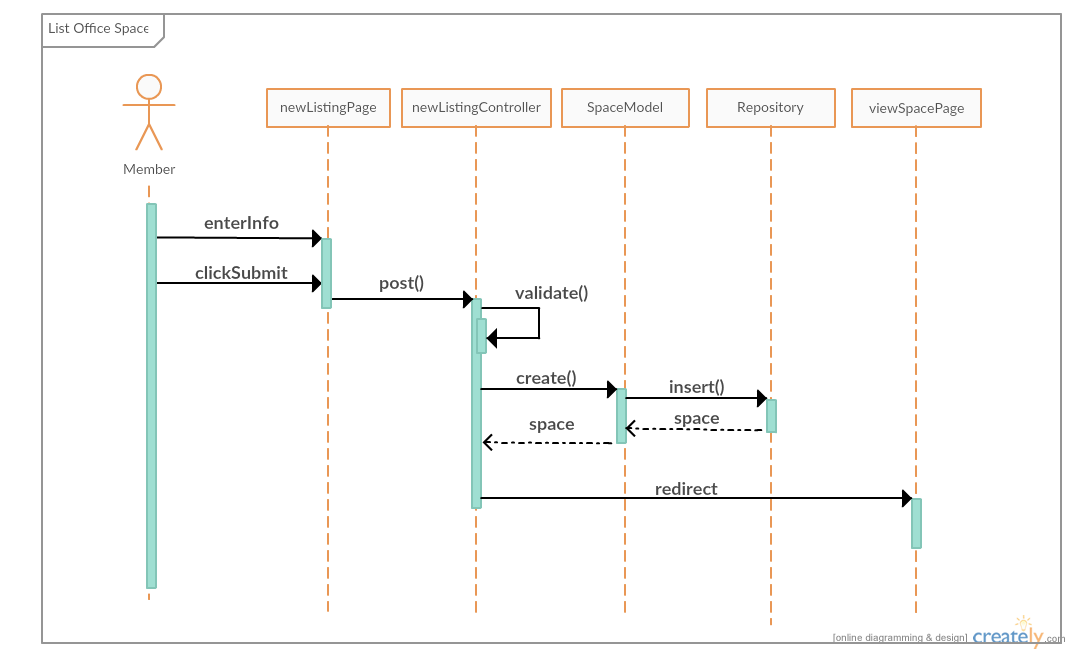 List Office Space
Member
newListingPage
newListingController
SpaceModel
Repository
viewSpacePage
enterInfo
clickSubmit
post()
validate()
create()
insert()
space
space
redirect
[online diagramming & design] creately.com